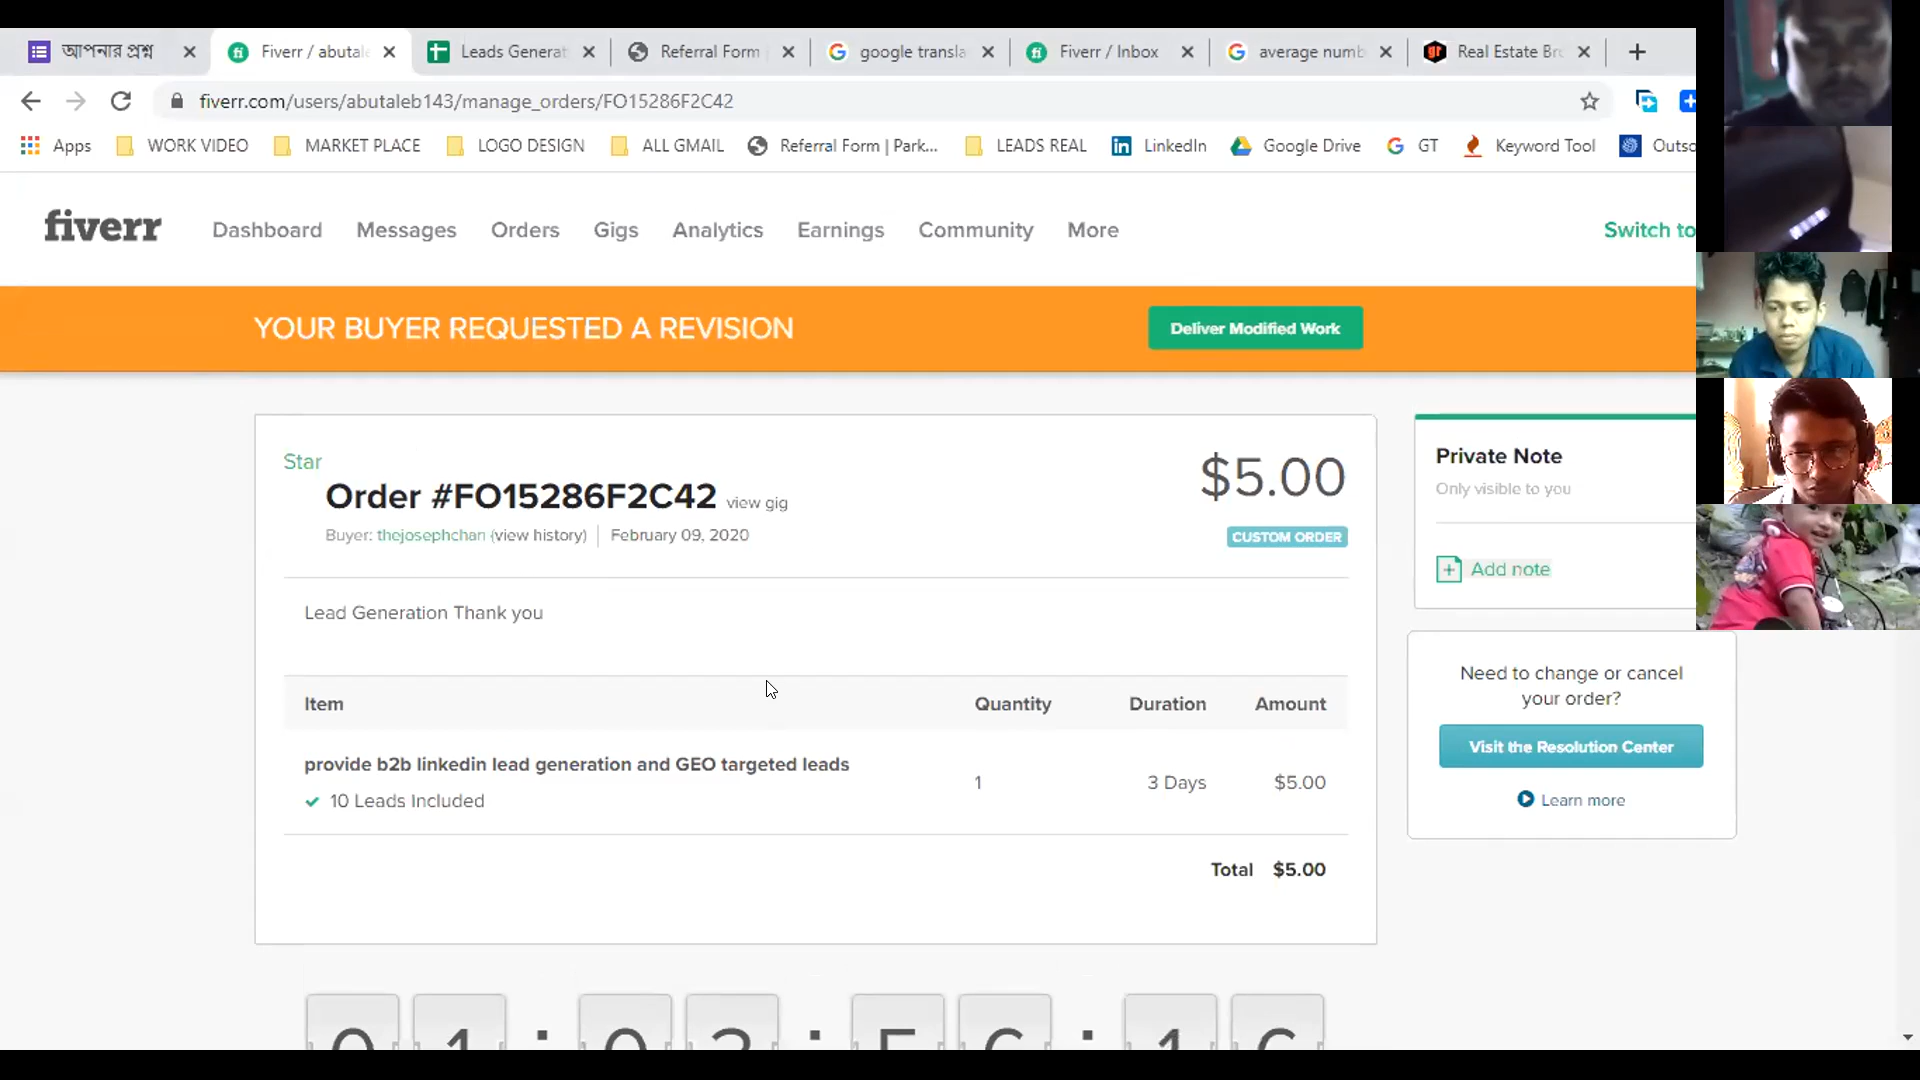 আপনার প্রশ্ন
Fiverr / abutale
Leads Generat
Referral Form
google transla
Fiverr / Inbox
average numb
Real Estate Bro
fiverr.com/users/abutaleb143/manage_orders/FO15286F2C42
Apps
WORK VIDEO
MARKET PLACE
LOGO DESIGN
ALL GMAIL
Referral Form | Park...
LEADS REAL
LinkedIn
Google Drive
GT
Keyword Tool
Outso
fiverr
Dashboard
Messages
Orders
Gigs
Analytics
Earnings
Community
More
Switch to
YOUR BUYER REQUESTED A REVISION
Deliver Modified Work
Star
Order #FO15286F2C42 view gig
$5.00
Buyer: thejosephchan (view history) | February 09, 2020
CUSTOM ORDER
Lead Generation Thank you
Item Quantity Duration Amount
provide b2b linkedin lead generation and GEO targeted leads
10 Leads Included
1 3 Days $5.00
Total $5.00
Private Note
Only visible to you
Add note
Need to change or cancel
your order?
Visit the Resolution Center
Learn more